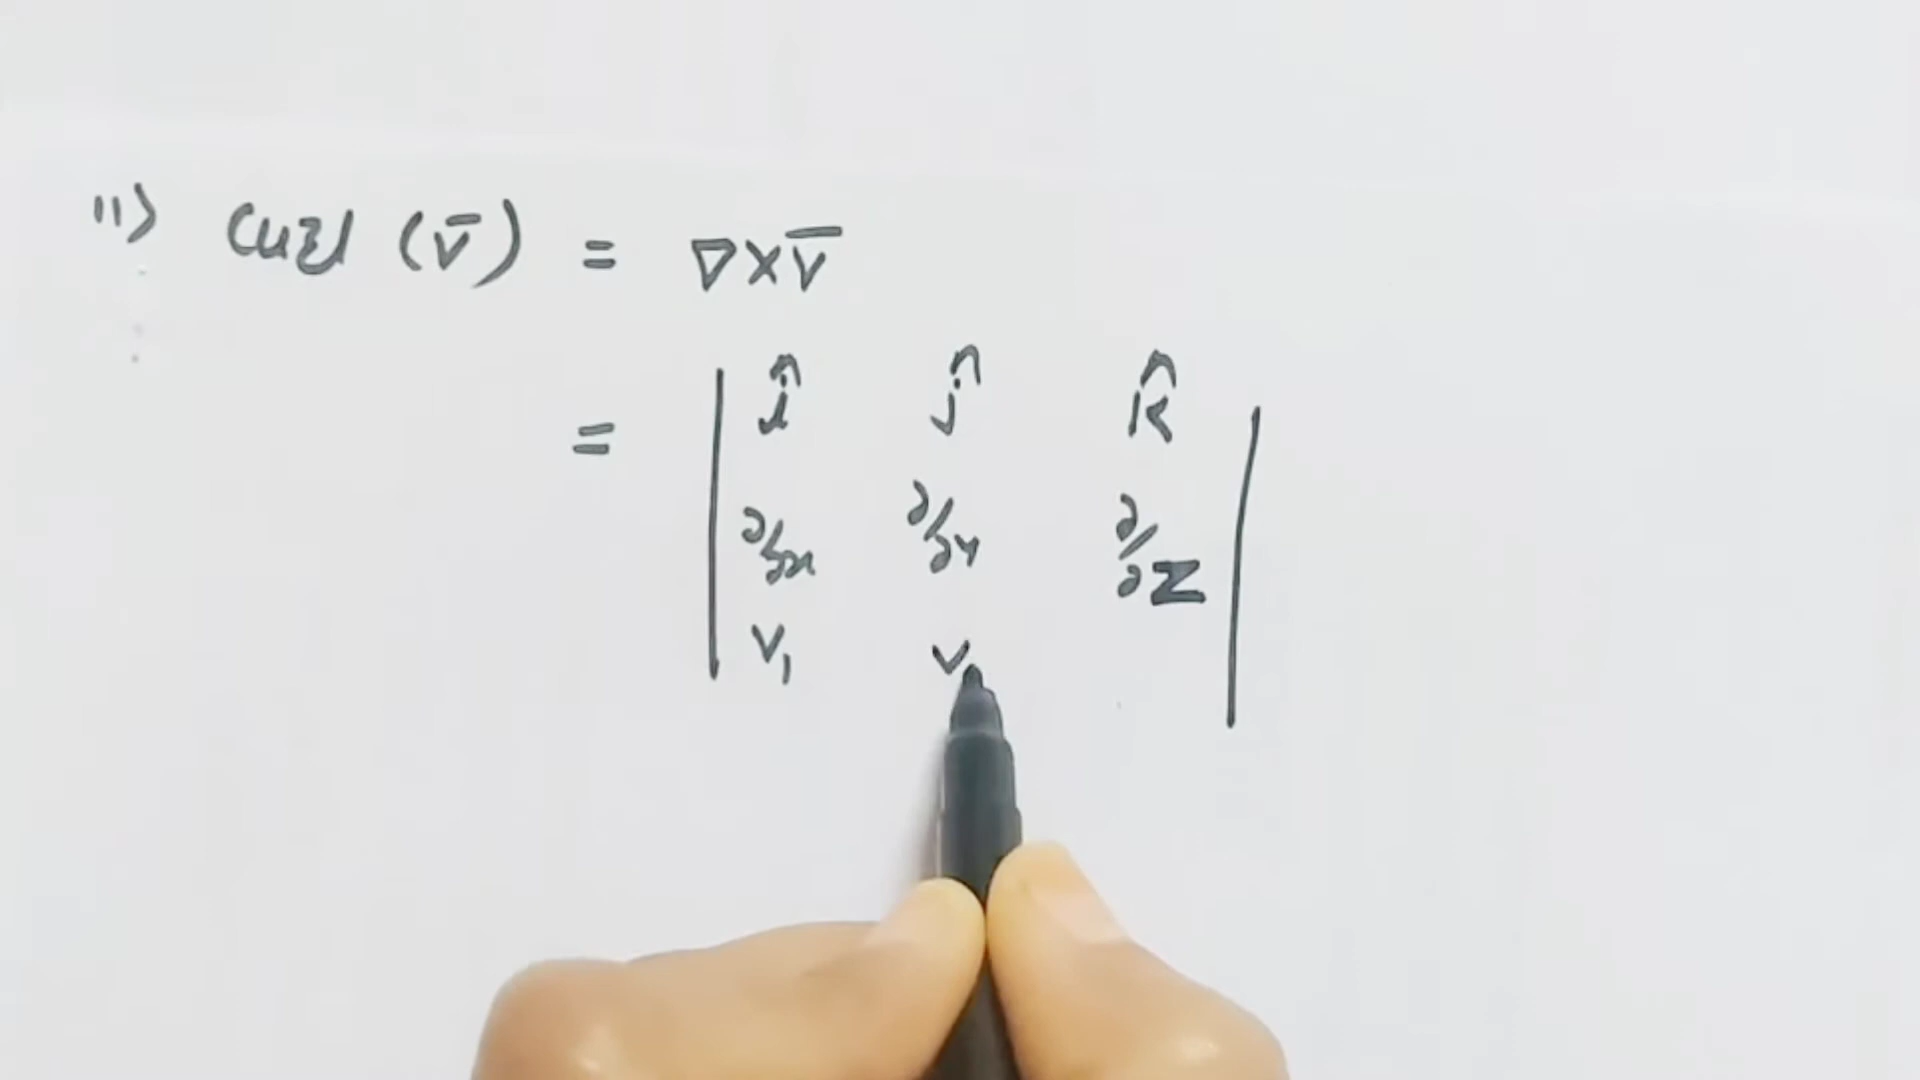 ii) Curl (v̄) = ∇×v̄
= | î ĵ k̂ |
∂/∂x ∂/∂y ∂/∂z
V₁ V